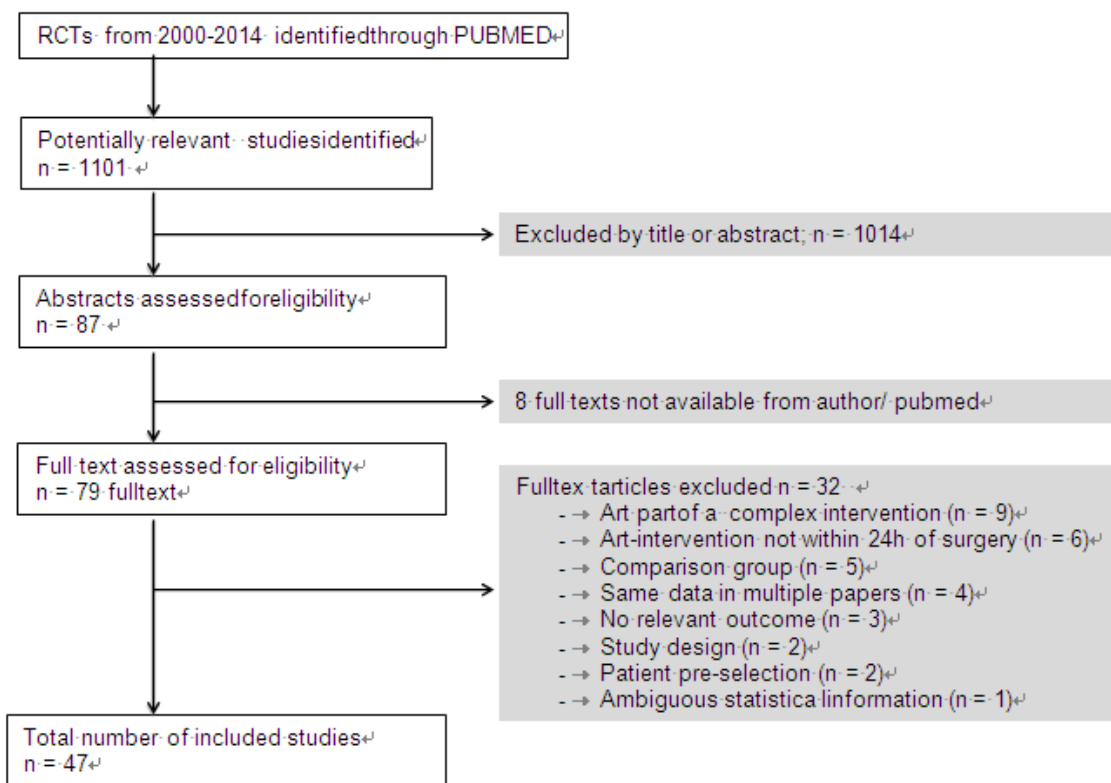 RCTs from 2000-2014 identifiedthrough PUBMED↵
Potentially relevant studiesidentified↵
n = 1101 ↵
Excluded by title or abstract; n = 1014↵
Abstracts assessedforeligibility↵
n = 87 ↵
8 full texts not available from author/ pubmed↵
Full text assessed for eligibility↵
n = 79 fulltext↵
Fulltex tarticles excluded n = 32 ↵
- → Art partof a complex intervention (n = 9)↵
- → Art-intervention not within 24h of surgery (n = 6)↵
- → Comparison group (n = 5)↵
- → Same data in multiple papers (n = 4)↵
- → No relevant outcome (n = 3)↵
- → Study design (n = 2)↵
- → Patient pre-selection (n = 2)↵
- → Ambiguous statistica linformation (n = 1)↵
Total number of included studies↵
n = 47↵